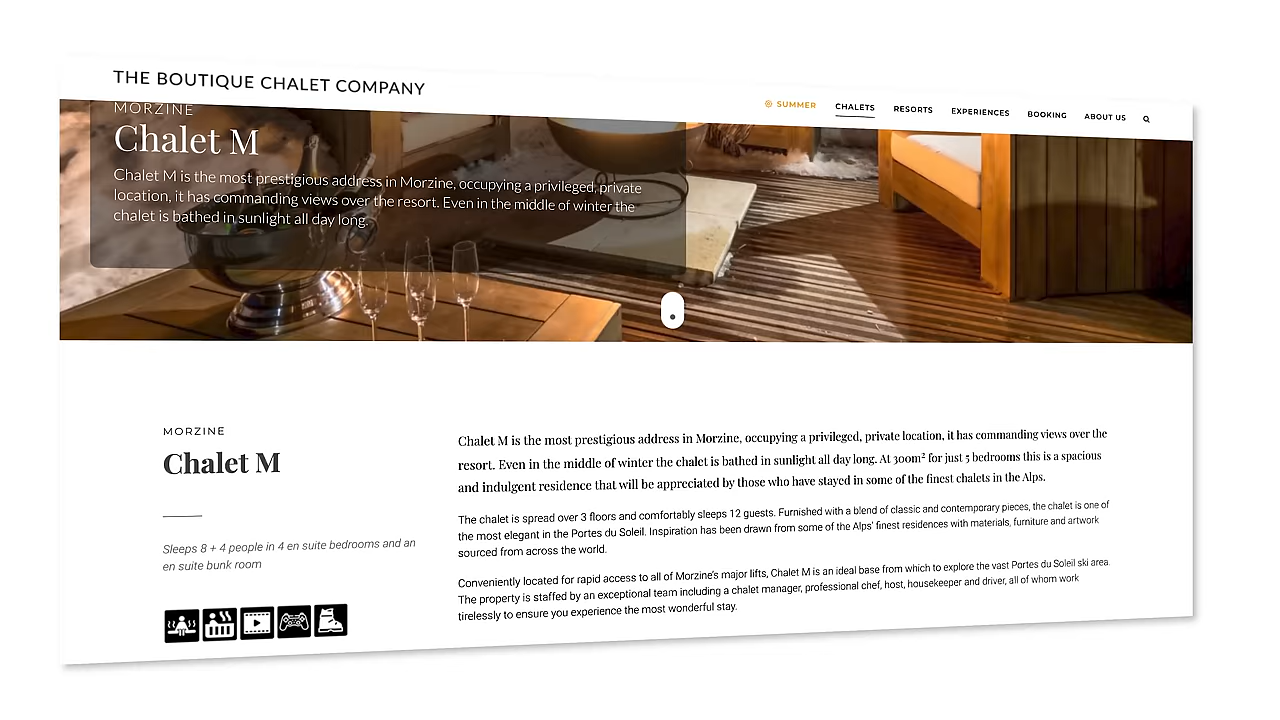 THE BOUTIQUE CHALET COMPANY
SUMMER
CHALETS
RESORTS
EXPERIENCES
BOOKING
ABOUT US
MORZINE
Chalet M
Chalet M is the most prestigious address in Morzine, occupying a privileged, private
location, it has commanding views over the resort. Even in the middle of winter the
chalet is bathed in sunlight all day long.
MORZINE
Chalet M
Sleeps 8 + 4 people in 4 en suite bedrooms and an
en suite bunk room
Chalet M is the most prestigious address in Morzine, occupying a privileged, private location, it has commanding views over the
resort. Even in the middle of winter the chalet is bathed in sunlight all day long. At 300m² for just 5 bedrooms this is a spacious
and indulgent residence that will be appreciated by those who have stayed in some of the finest chalets in the Alps.
The chalet is spread over 3 floors and comfortably sleeps 12 guests. Furnished with a blend of classic and contemporary pieces, the chalet is one of
the most elegant in the Portes du Soleil. Inspiration has been drawn from some of the Alps' finest residences with materials, furniture and artwork
sourced from across the world.
Conveniently located for rapid access to all of Morzine's major lifts, Chalet M is an ideal base from which to explore the vast Portes du Soleil ski area.
The property is staffed by an exceptional team including a chalet manager, professional chef, host, housekeeper and driver, all of whom work
tirelessly to ensure you experience the most wonderful stay.